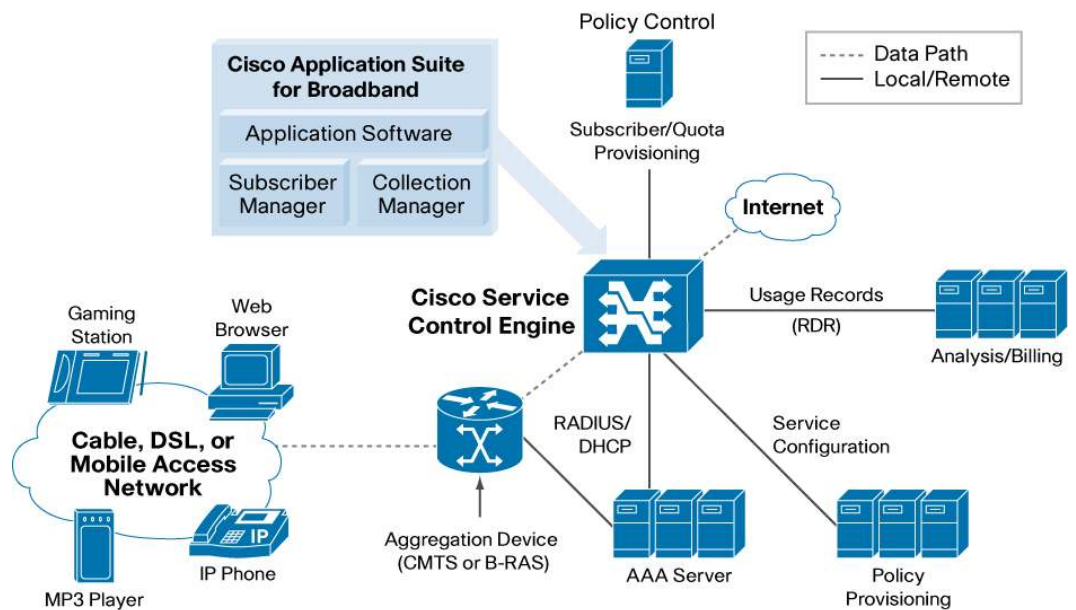 Policy Control
Cisco Application Suite
for Broadband
Application Software
Subscriber
Manager
Collection
Manager
Subscriber/Quota
Provisioning
Data Path
Local/Remote
Internet
Cisco Service
Control Engine
Usage Records
(RDR)
Analysis/Billing
Gaming
Station
Web
Browser
Cable, DSL, or
Mobile Access
Network
MP3 Player
IP
IP Phone
RADIUS/
DHCP
Service
Configuration
Aggregation Device
(CMTS or B-RAS)
AAA Server
Policy
Provisioning